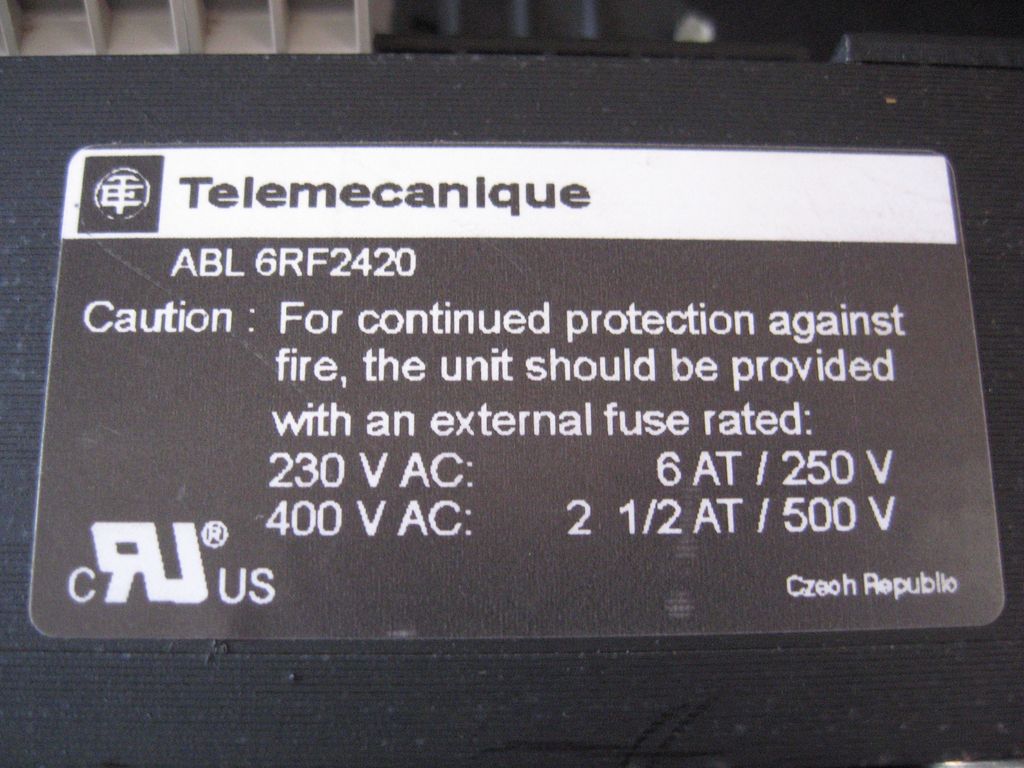 Telemecanique
ABL 6RF2420
Caution : For continued protection against
fire, the unit should be provided
with an external fuse rated:
230 V AC: 6 AT / 250 V
400 V AC: 2 1/2 AT / 500 V
C RU ® US
Czech Republic